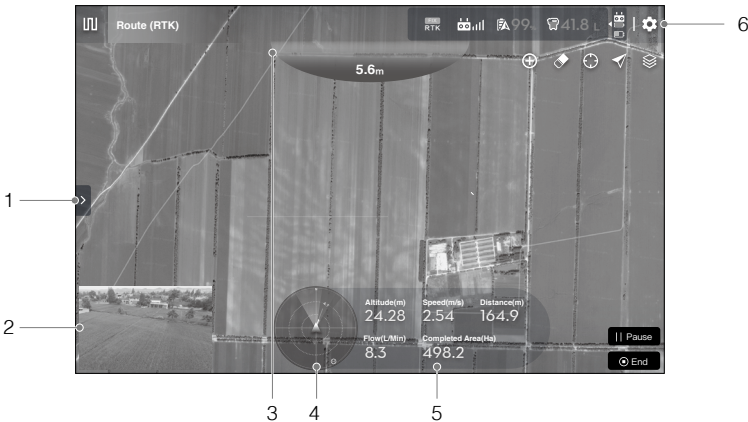 Route (RTK)
FIX
RTK
99%
41.8 L
6
5.6m
1
2
Altitude(m) Speed(m/s) Distance(m)
24.28 2.54 164.9
Flow(L/Min) Completed Area(Ha)
8.3 498.2
Pause
End
3 4 5